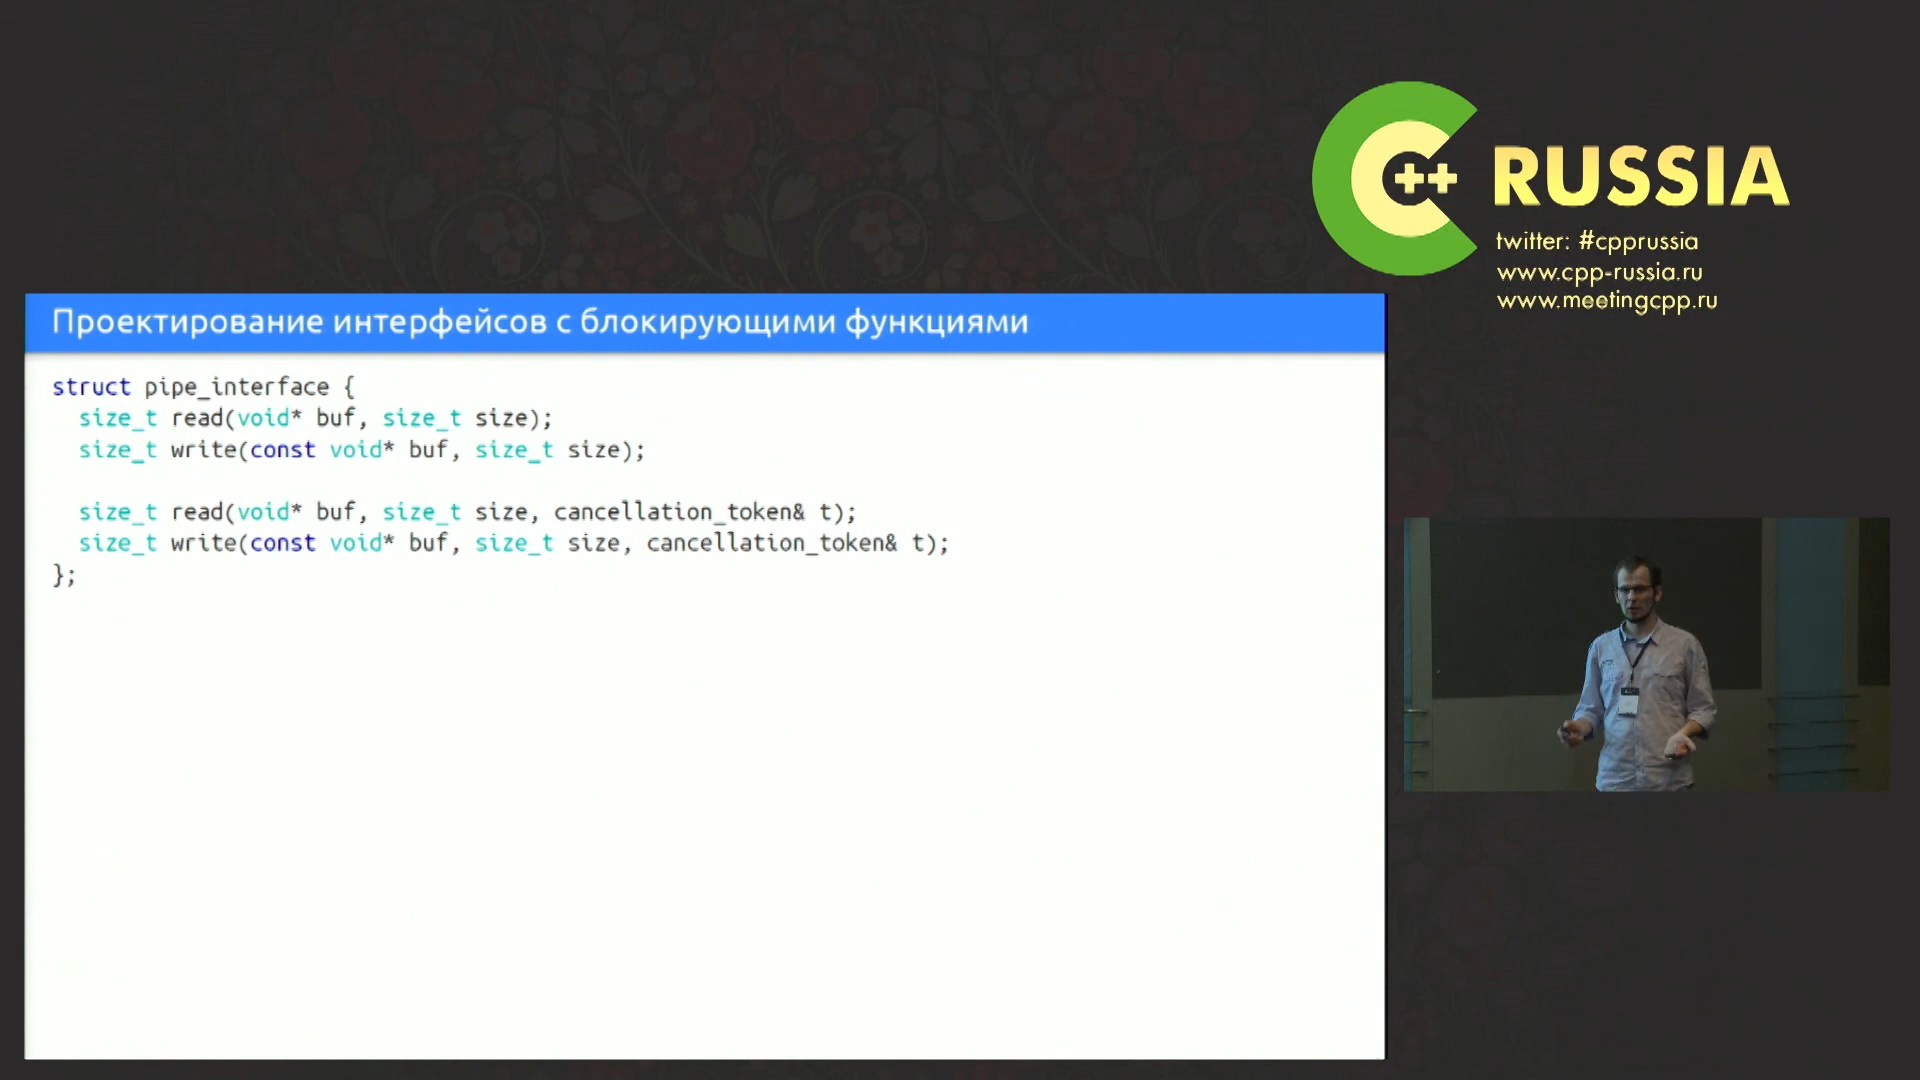 C++ RUSSIA
twitter: #cpprussia
www.cpp-russia.ru
www.meetingcpp.ru
Проектирование интерфейсов с блокирующими функциями
struct pipe_interface {
size_t read(void* buf, size_t size);
size_t write(const void* buf, size_t size);
size_t read(void* buf, size_t size, cancellation_token& t);
size_t write(const void* buf, size_t size, cancellation_token& t);
};